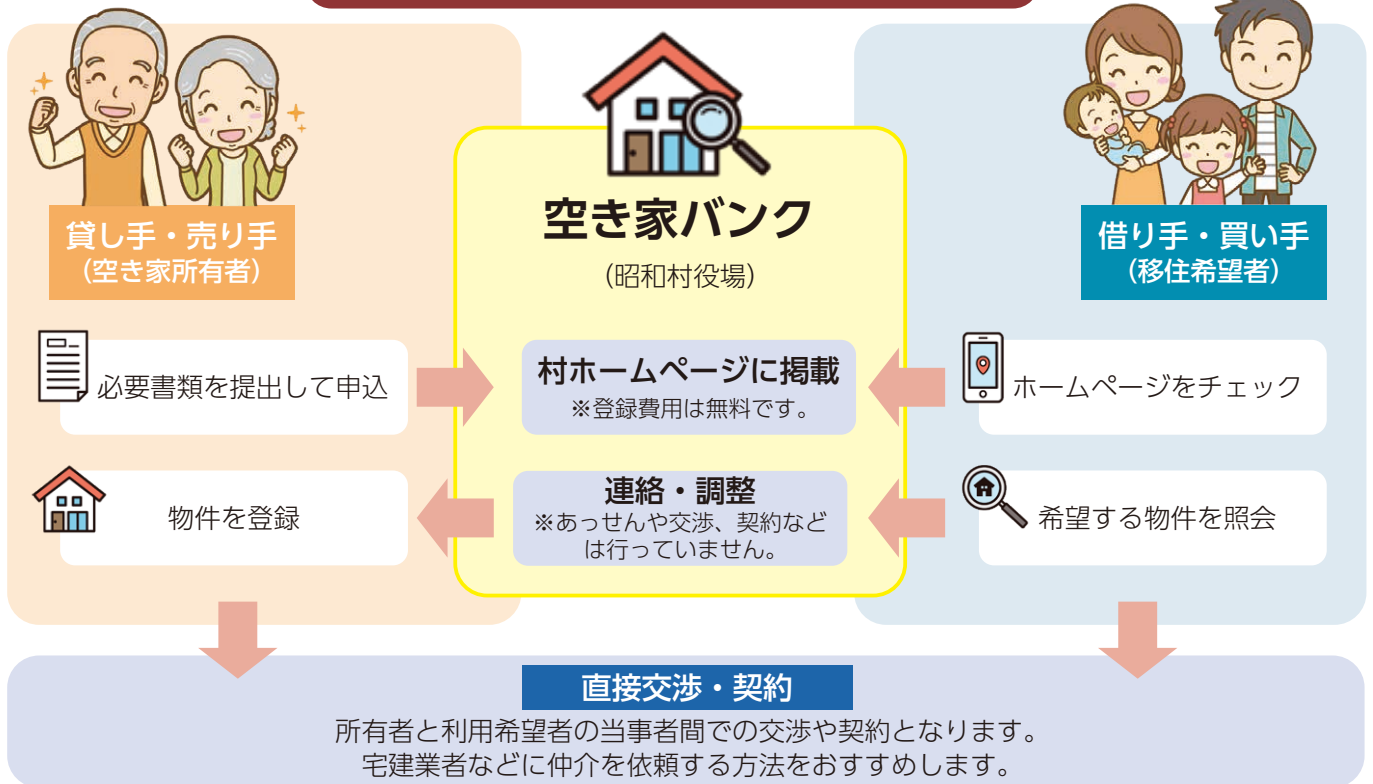 空き家バンク
(昭和村役場)
貸し手・売り手
(空き家所有者)
借り手・買い手
(移住希望者)
必要書類を提出して申込
村ホームページに掲載
※登録費用は無料です。
ホームページをチェック
物件を登録
連絡・調整
※あっせんや交渉、契約など
は行っていません。
希望する物件を照会
直接交渉・契約
所有者と利用希望者の当事者間での交渉や契約となります。
宅建業者などに仲介を依頼する方法をおすすめします。